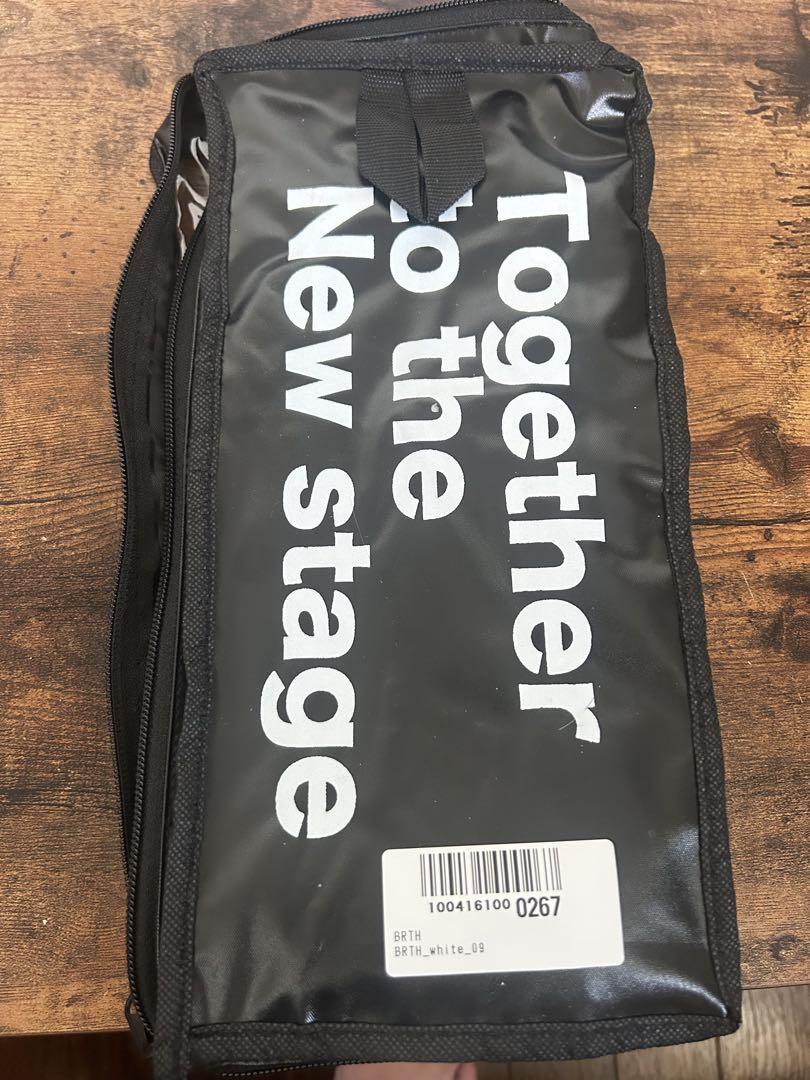 Together
to the
New stage
100416100 0267
BRTH
BRTH_white_09